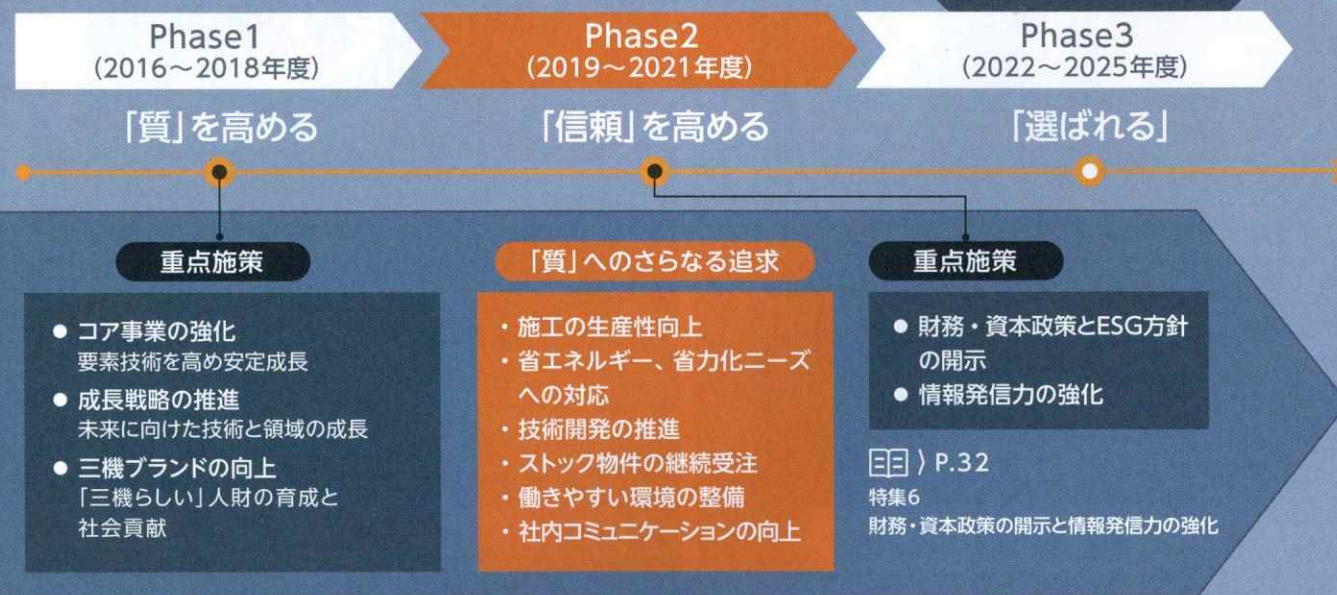 Phase1
(2016～2018年度)
Phase2
(2019～2021年度)
Phase3
(2022～2025年度)
「質」を高める
「信頼」を高める
「選ばれる」
重点施策
● コア事業の強化
要素技術を高め安定成長
● 成長戦略の推進
未来に向けた技術と領域の成長
● 三機ブランドの向上
「三機らしい」人財の育成と
社会貢献
「質」へのさらなる追求
・施工の生産性向上
・省エネルギー、省力化ニーズ
への対応
・技術開発の推進
・ストック物件の継続受注
・働きやすい環境の整備
・社内コミュニケーションの向上
重点施策
● 財務・資本政策とESG方針
の開示
● 情報発信力の強化
P.32
特集6
財務・資本政策の開示と情報発信力の強化